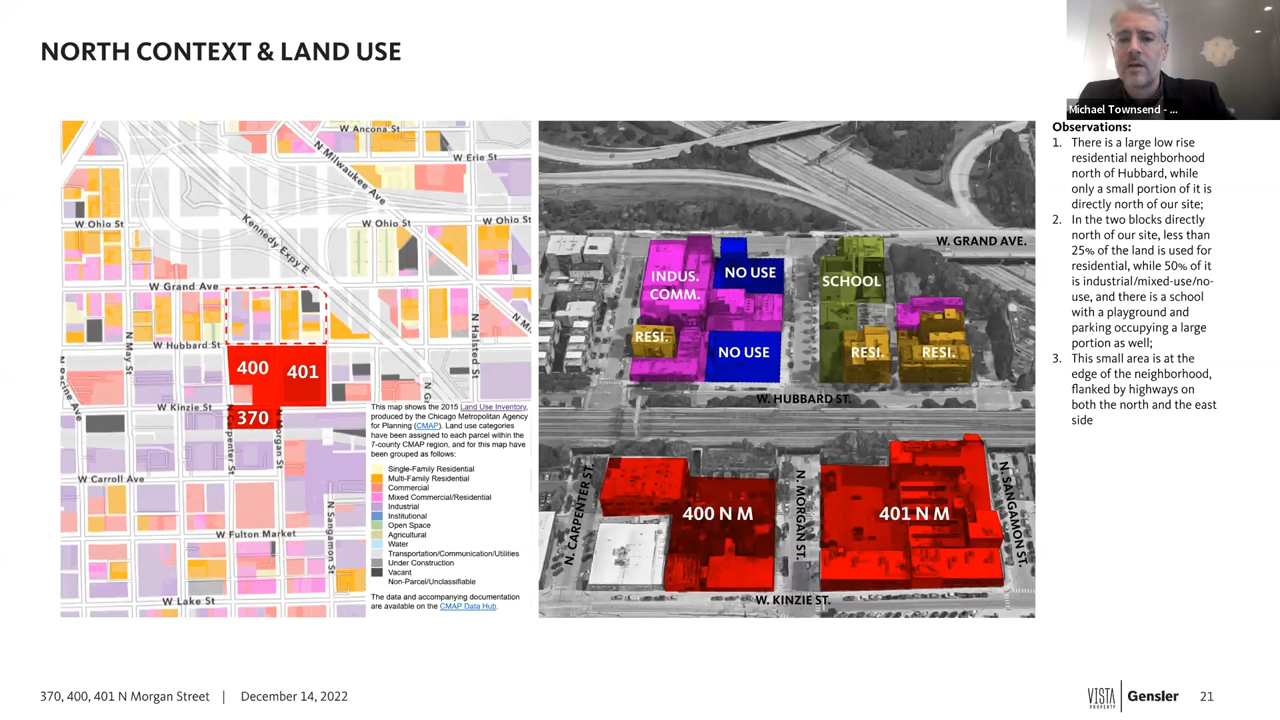 NORTH CONTEXT & LAND USE
Michael Townsend - ...
W Ancona St
N Milwaukee Ave
W Erie St
W Ohio St
W Ohio St
W Ohio St
Kennedy Expy E
W Grand Ave
N May St
N Halsted St
W Hubbard St
400
401
370
W Kinzie St
N Carpenter St
N Morgan St
W Carroll Ave
N Sangamon St
W Fulton Market
W Lake St
This map shows the 2015 Land Use Inventory,
produced by the Chicago Metropolitan Agency
for Planning (CMAP). Land use categories
have been assigned to each parcel within the
7-county CMAP region, and for this map have
been grouped as follows:
Single-Family Residential
Multi-Family Residential
Commercial
Mixed Commercial/Residential
Industrial
Institutional
Open Space
Agricultural
Water
Transportation/Communication/Utilities
Under Construction
Vacant
Non-Parcel/Unclassifiable
The data and accompanying documentation
are available on the CMAP Data Hub.
W. GRAND AVE.
INDUS.
COMM.
NO USE
SCHOOL
RESI.
NO USE
RESI.
RESI.
W. HUBBARD ST.
N. CARPENTER ST.
400 N M
N. MORGAN ST.
401 N M
N. SANGAMON ST.
W. KINZIE ST.
Observations:
1. There is a large low rise
residential neighborhood
north of Hubbard, while
only a small portion of it is
directly north of our site;
2. In the two blocks directly
north of our site, less than
25% of the land is used for
residential, while 50% of it
is industrial/mixed-use/no-
use, and there is a school
with a playground and
parking occupying a large
portion as well;
3. This small area is at the
edge of the neighborhood,
flanked by highways on
both the north and the east
side
370, 400, 401 N Morgan Street | December 14, 2022
VISTA
PROPERTY
Gensler
21